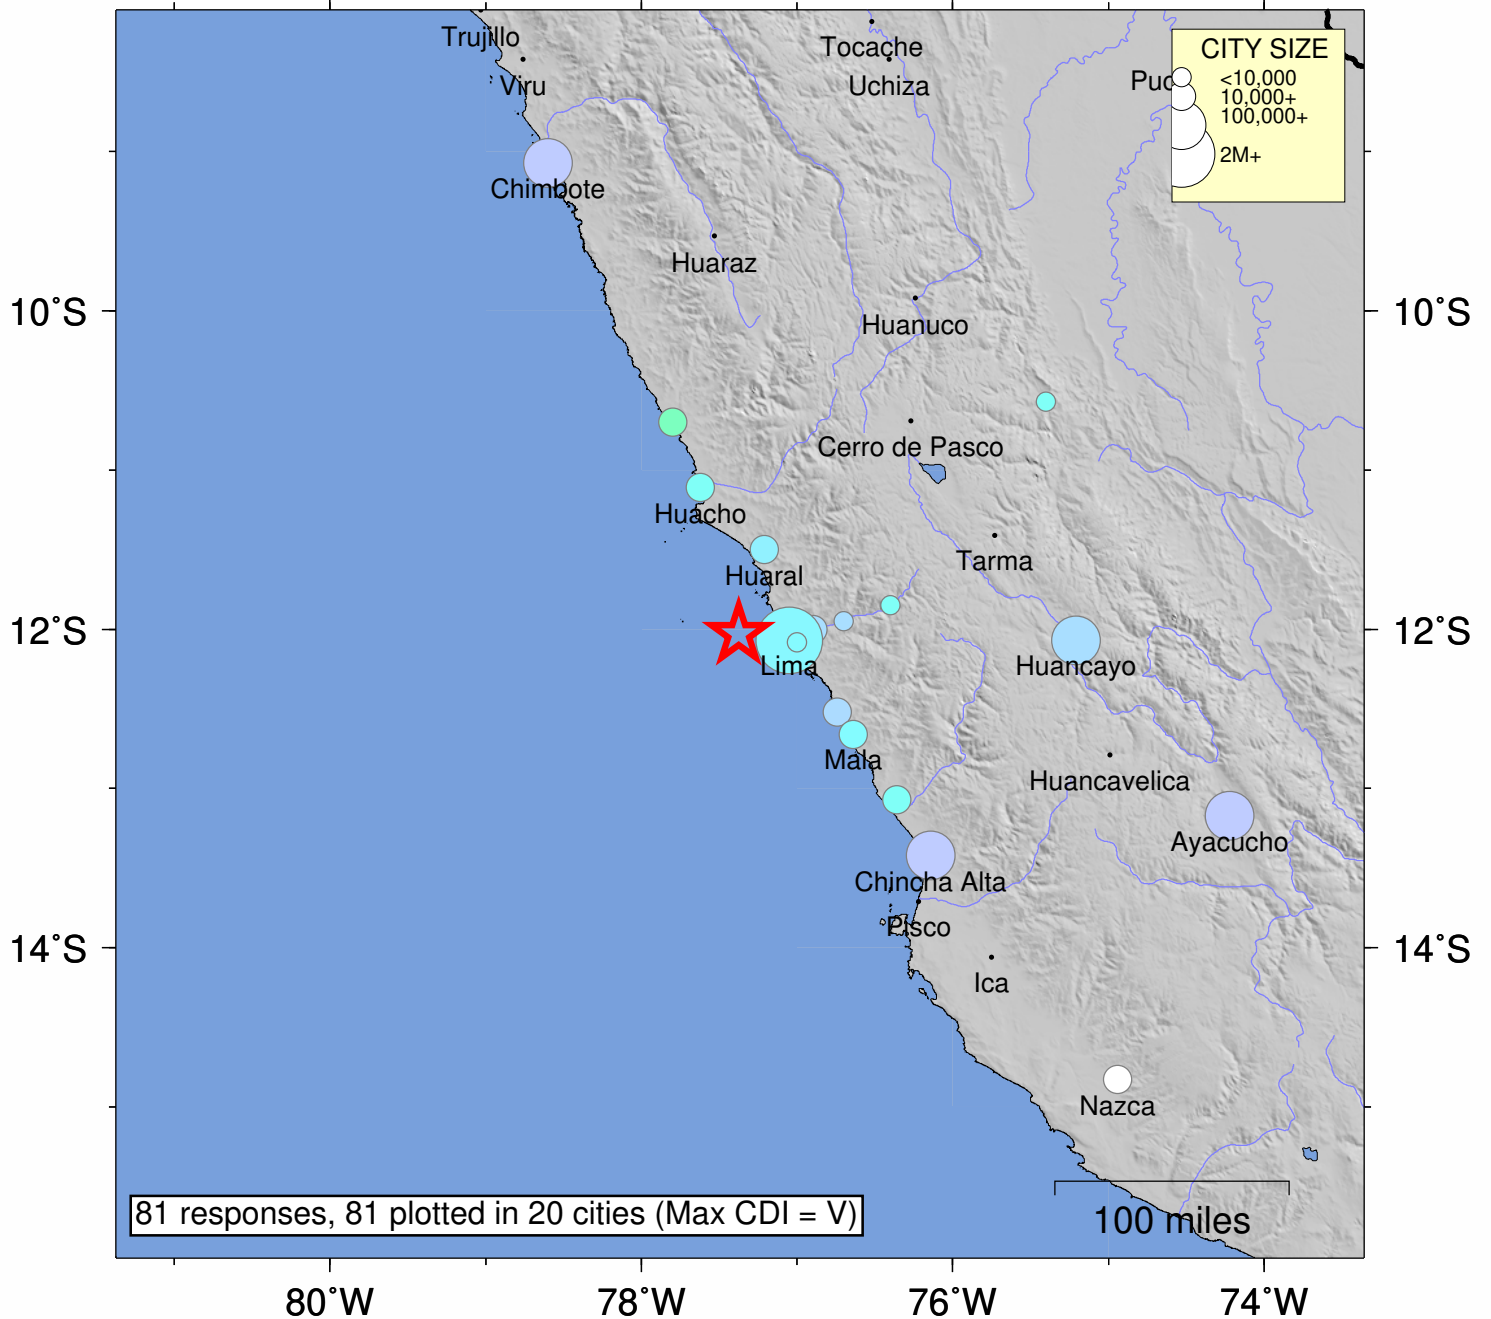 Trujillo
Tocache
CITY SIZE
Viru
Uchiza
Puc
<10,000
10,000+
100,000+
2M+
Chimbote
Huaraz
10°S
10°S
Huanuco
Cerro de Pasco
Huacho
Tarma
Huaral
12°S
12°S
Lima
Huancayo
Mala
Huancavelica
Ayacucho
Chincha Alta
Pisco
14°S
14°S
Ica
Nazca
81 responses, 81 plotted in 20 cities (Max CDI = V)
100 miles
80°W
78°W
76°W
74°W